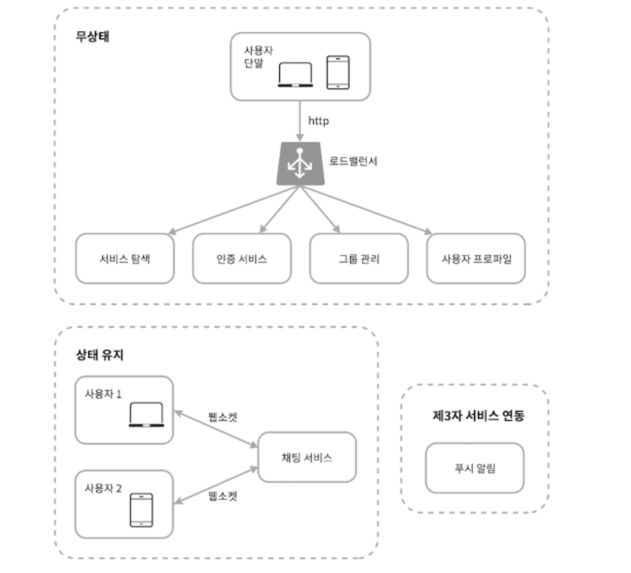 무상태
사용자
단말
http
로드밸런서
서비스 탐색
인증 서비스
그룹 관리
사용자 프로파일
상태 유지
사용자 1
웹소켓
채팅 서비스
사용자 2
웹소켓
제3자 서비스 연동
푸시 알림